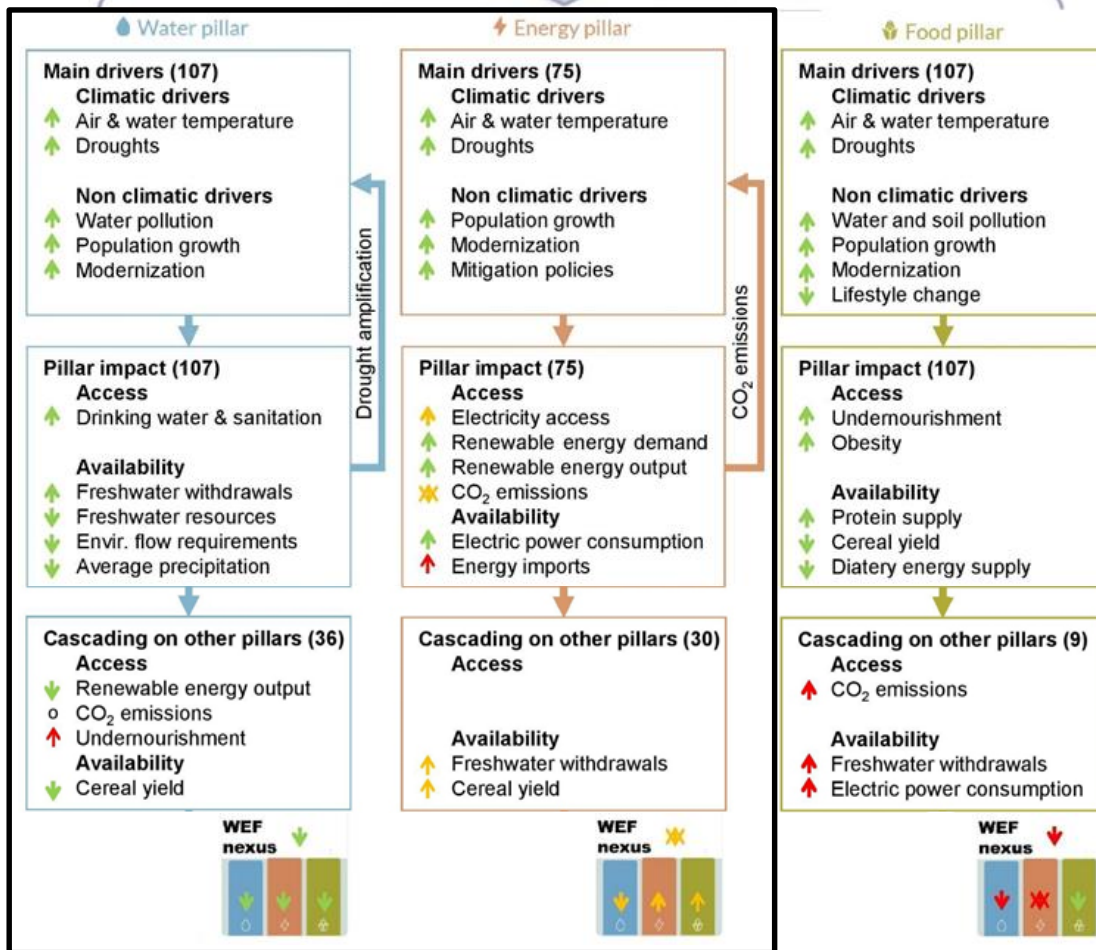 Water pillar
Main drivers (107)
Climatic drivers
Air & water temperature
Droughts
Non climatic drivers
Water pollution
Population growth
Modernization
Drought amplification
Pillar impact (107)
Access
Drinking water & sanitation
Availability
Freshwater withdrawals
Freshwater resources
Envir. flow requirements
Average precipitation
Cascading on other pillars (36)
Access
Renewable energy output
o CO₂ emissions
Undernourishment
Availability
Cereal yield
WEF
nexus
Energy pillar
Main drivers (75)
Climatic drivers
Air & water temperature
Droughts
Non climatic drivers
Population growth
Modernization
Mitigation policies
CO₂ emissions
Pillar impact (75)
Access
Electricity access
Renewable energy demand
Renewable energy output
CO₂ emissions
Availability
Electric power consumption
Energy imports
Cascading on other pillars (30)
Access
Availability
Freshwater withdrawals
Cereal yield
WEF
nexus
Food pillar
Main drivers (107)
Climatic drivers
Air & water temperature
Droughts
Non climatic drivers
Water and soil pollution
Population growth
Modernization
Lifestyle change
Pillar impact (107)
Access
Undernourishment
Obesity
Availability
Protein supply
Cereal yield
Diatery energy supply
Cascading on other pillars (9)
Access
CO₂ emissions
Availability
Freshwater withdrawals
Electric power consumption
WEF
nexus